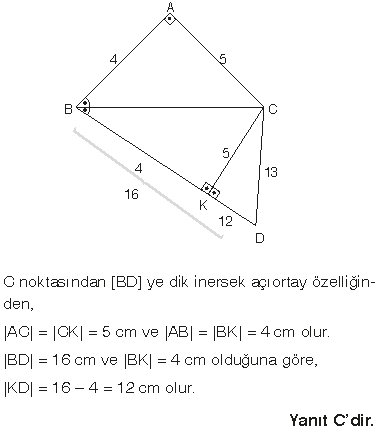 A
4
5
B
C
4
5
13
16
K
12
D
C noktasından [BD] ye dik inersek açıortay özelliğin-
den,
|AC| = |CK| = 5 cm ve |AB| = |BK| = 4 cm olur.
|BD| = 16 cm ve |BK| = 4 cm olduğuna göre,
|KD| = 16 – 4 = 12 cm olur.
Yanıt C'dir.